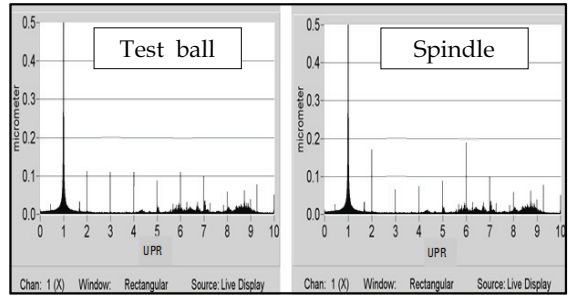 Test ball
0.5
0.4
0.3
0.2
0.1
0.0
micrometer
0 1 2 3 4 5 6 7 8 9 10
UPR
Chan: 1 (X) Window: Rectangular Source: Live Display
Spindle
0.5
0.4
0.3
0.2
0.1
0.0
micrometer
0 1 2 3 4 5 6 7 8 9 10
UPR
Chan: 1 (X) Window: Rectangular Source: Live Display